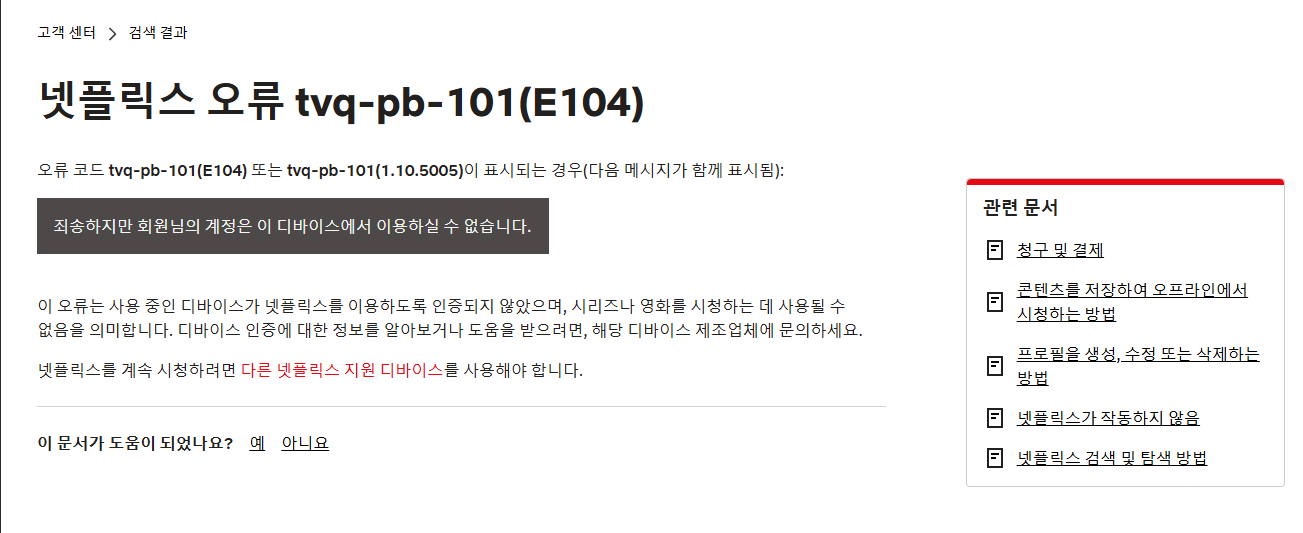 고객 센터 > 검색 결과
넷플릭스 오류 tvq-pb-101(E104)
오류 코드 tvq-pb-101(E104) 또는 tvq-pb-101(1.10.5005)이 표시되는 경우(다음 메시지가 함께 표시됨):
죄송하지만 회원님의 계정은 이 디바이스에서 이용하실 수 없습니다.
이 오류는 사용 중인 디바이스가 넷플릭스를 이용하도록 인증되지 않았으며, 시리즈나 영화를 시청하는 데 사용될 수
없음을 의미합니다. 디바이스 인증에 대한 정보를 알아보거나 도움을 받으려면, 해당 디바이스 제조업체에 문의하세요.
넷플릭스를 계속 시청하려면 다른 넷플릭스 지원 디바이스를 사용해야 합니다.
이 문서가 도움이 되었나요? 예 아니요
관련 문서
청구 및 결제
콘텐츠를 저장하여 오프라인에서
시청하는 방법
프로필을 생성, 수정 또는 삭제하는
방법
넷플릭스가 작동하지 않음
넷플릭스 검색 및 탐색 방법